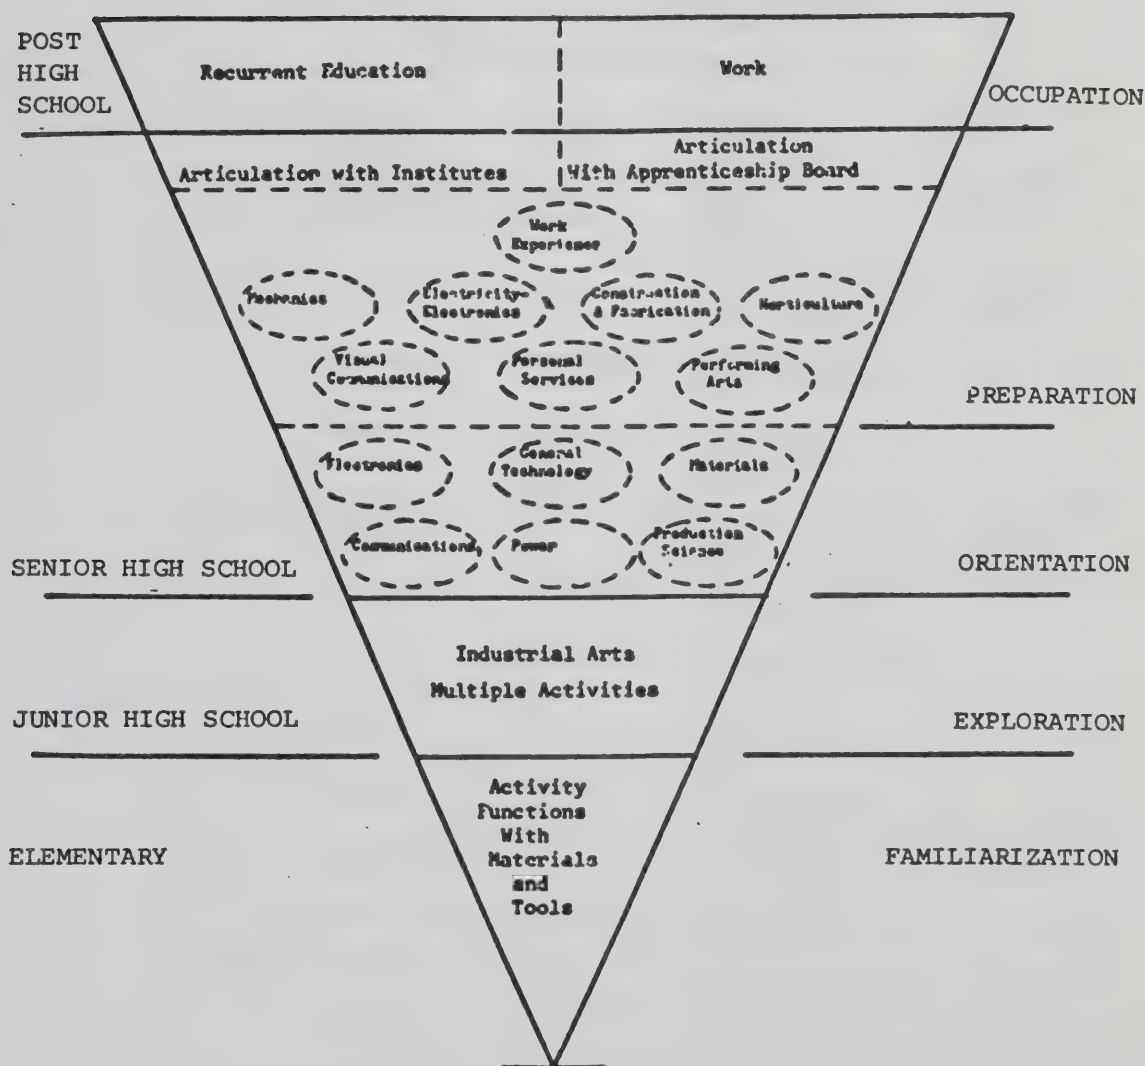 POST
HIGH
SCHOOL
Recurrent Education
Work
OCCUPATION
Articulation with Institutes
Articulation
With Apprenticeship Board
Work
Experience
Mechanics
Electricity-
Electronics
Construction
& Fabrication
Horticulture
Visual
Communications
Personal
Services
Performing
Arts
PREPARATION
Electronics
General
Technology
Materials
Communications
Power
Production
Science
SENIOR HIGH SCHOOL
ORIENTATION
Industrial Arts
Multiple Activities
JUNIOR HIGH SCHOOL
EXPLORATION
Activity
Functions
With
Materials
and
Tools
ELEMENTARY
FAMILIARIZATION